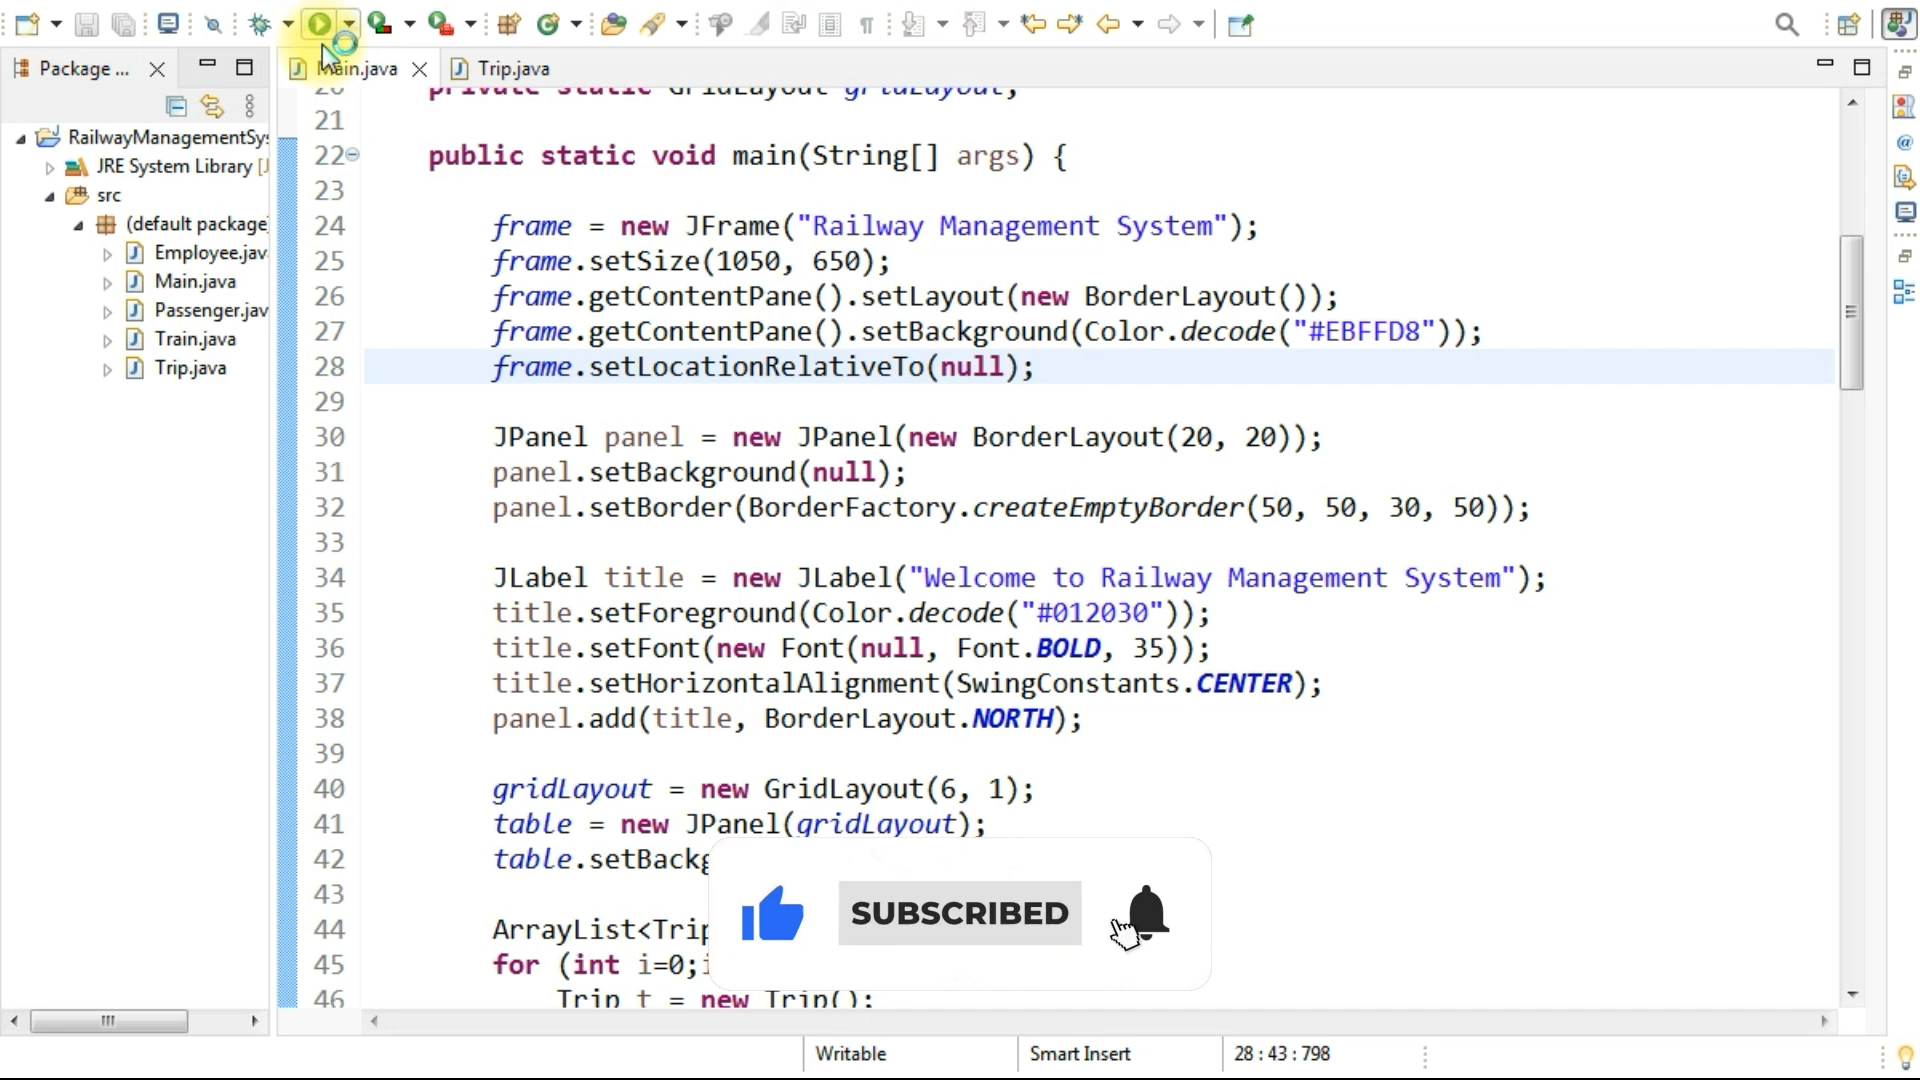 Package ...
Main.java
Trip.java
RailwayManagementSys
JRE System Library [J
src
(default package)
Employee.jav
Main.java
Passenger.jav
Train.java
Trip.java
20 private static GridLayout gridLayout;
21
22 public static void main(String[] args) {
23
24 frame = new JFrame("Railway Management System");
25 frame.setSize(1050, 650);
26 frame.getContentPane().setLayout(new BorderLayout());
27 frame.getContentPane().setBackground(Color.decode("#EBFFD8"));
28 frame.setLocationRelativeTo(null);
29
30 JPanel panel = new JPanel(new BorderLayout(20, 20));
31 panel.setBackground(null);
32 panel.setBorder(BorderFactory.createEmptyBorder(50, 50, 30, 50));
33
34 JLabel title = new JLabel("Welcome to Railway Management System");
35 title.setForeground(Color.decode("#012030"));
36 title.setFont(new Font(null, Font.BOLD, 35));
37 title.setHorizontalAlignment(SwingConstants.CENTER);
38 panel.add(title, BorderLayout.NORTH);
39
40 gridLayout = new GridLayout(6, 1);
41 table = new JPanel(gridLayout);
42 table.setBackg
43
44 ArrayList<Trip
45 for (int i=0;i
46 Trip t = new Trip();
SUBSCRIBED
Writable
Smart Insert
28 : 43 : 798